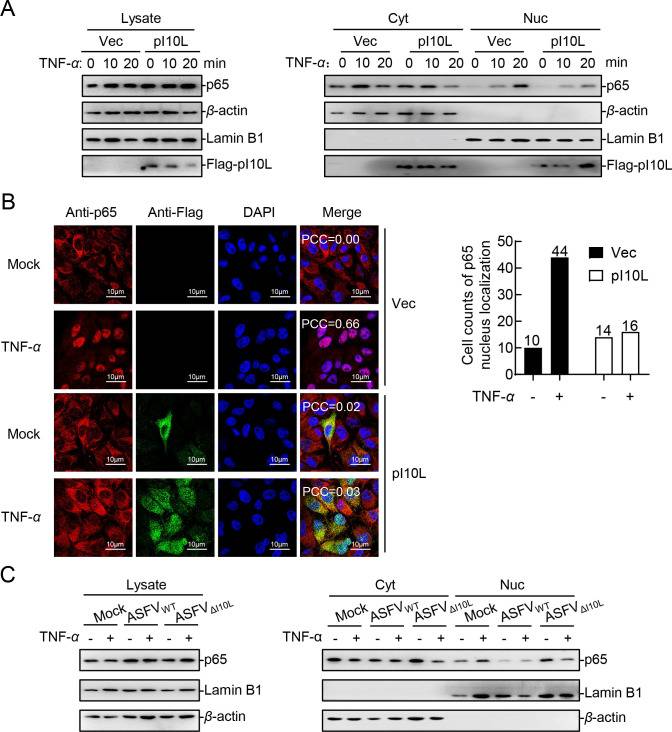 A
Lysate
Vec pI10L
TNF-α: 0 10 20 0 10 20 min
p65
β-actin
Lamin B1
Flag-pI10L
Cyt Nuc
Vec pI10L Vec pI10L
TNF-α: 0 10 20 0 10 20 0 10 20 0 10 20 min
p65
β-actin
Lamin B1
Flag-pI10L
B
Anti-p65 Anti-Flag DAPI Merge
Mock
PCC=0.00
10μm 10μm 10μm 10μm
TNF-α
PCC=0.66
10μm 10μm 10μm 10μm
Vec
Mock
PCC=0.02
10μm 10μm 10μm 10μm
TNF-α
PCC=0.03
10μm 10μm 10μm 10μm
pI10L
Cell counts of p65
nucleus localization
50
40
30
20
10
0
10 44 14 16
Vec
pI10L
TNF-α - + - +
C
Lysate
Mock ASFVWT ASFVΔI10L
TNF-α - + - + - +
p65
Lamin B1
β-actin
Cyt Nuc
Mock ASFVWT ASFVΔI10L Mock ASFVWT ASFVΔI10L
TNF-α - + - + - + - + - + - +
p65
Lamin B1
β-actin